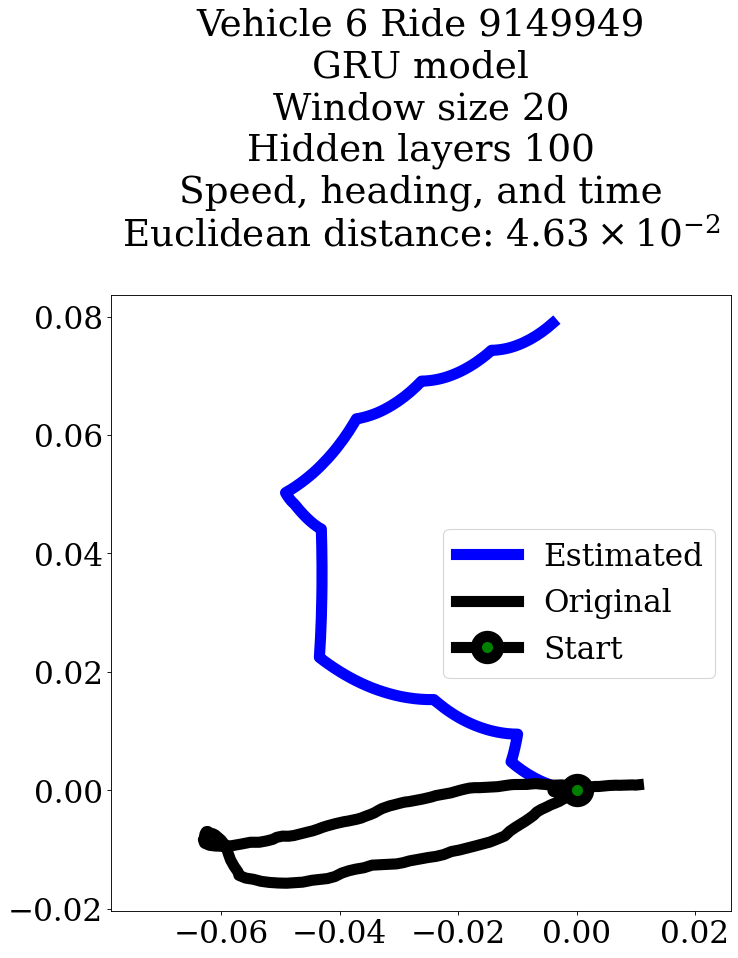 Vehicle 6 Ride 9149949
GRU model
Window size 20
Hidden layers 100
Speed, heading, and time
Euclidean distance: 4.63 × 10⁻²
0.08
0.06
0.04
0.02
0.00
−0.02
Estimated
Original
Start
−0.06 −0.04 −0.02 0.00 0.02